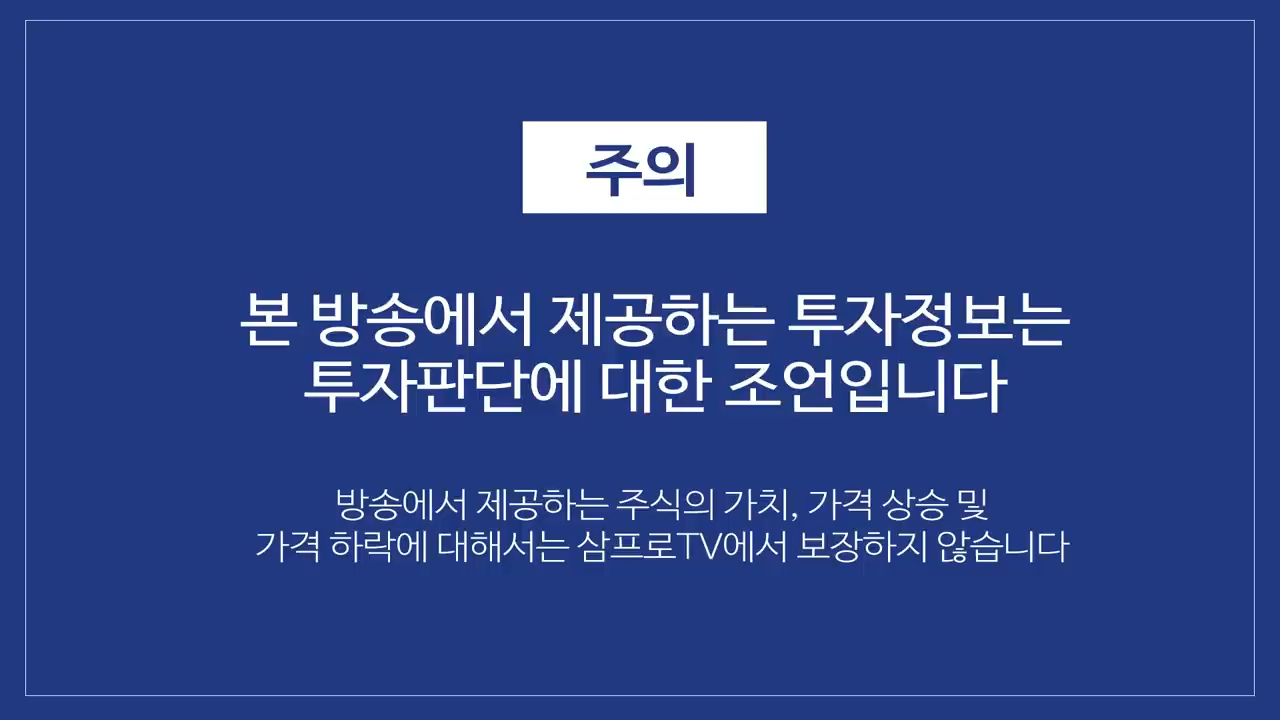 주의
본 방송에서 제공하는 투자정보는
투자판단에 대한 조언입니다
방송에서 제공하는 주식의 가치, 가격 상승 및
가격 하락에 대해서는 삼프로TV에서 보장하지 않습니다